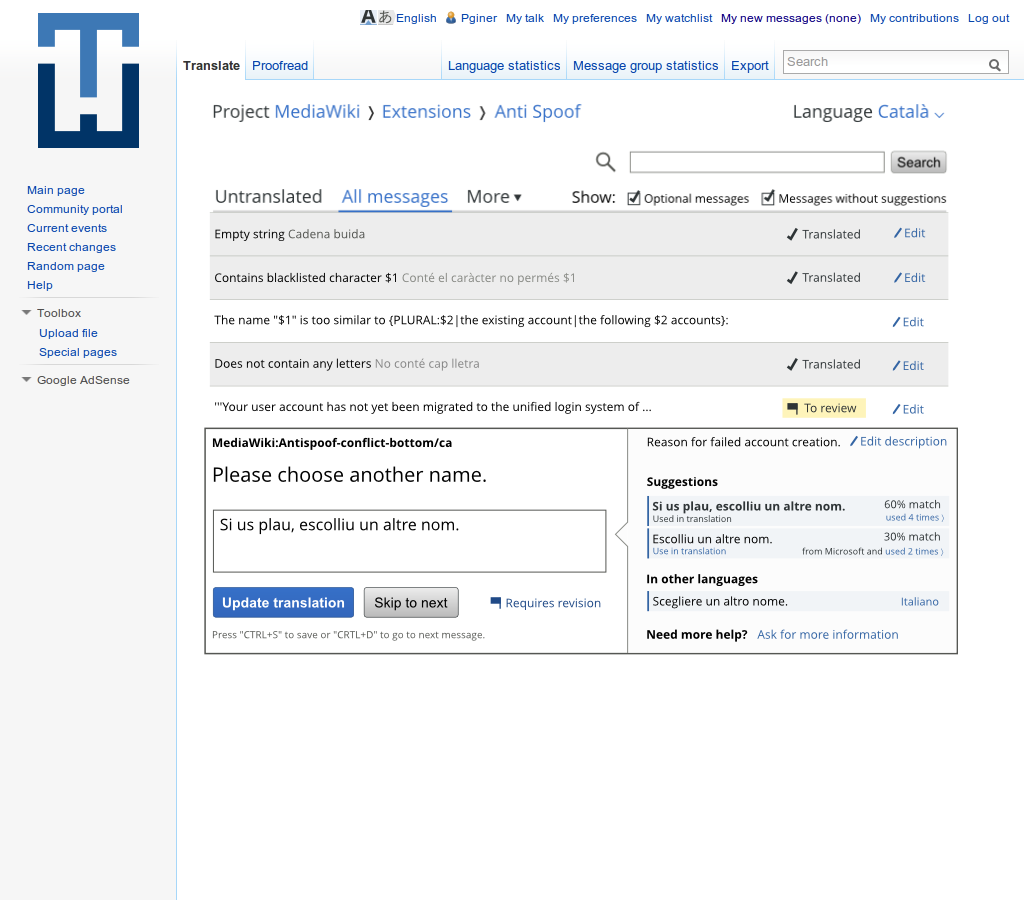 Aあ English Pginer My talk My preferences My watchlist My new messages (none) My contributions Log out
Translate Proofread Language statistics Message group statistics Export Search
Project MediaWiki ❭ Extensions ❭ Anti Spoof Language Català
Search
Main page
Community portal
Current events
Recent changes
Random page
Help
Toolbox
Upload file
Special pages
Google AdSense
Untranslated All messages More ▾ Show: Optional messages Messages without suggestions
Empty string Cadena buida Translated Edit
Contains blacklisted character $1 Conté el caràcter no permés $1 Translated Edit
The name "$1" is too similar to {PLURAL:$2|the existing account|the following $2 accounts}: Edit
Does not contain any letters No conté cap lletra Translated Edit
'''Your user account has not yet been migrated to the unified login system of ... To review Edit
MediaWiki:Antispoof-conflict-bottom/ca
Please choose another name.
Si us plau, escolliu un altre nom.
Update translation Skip to next Requires revision
Press "CTRL+S" to save or "CRTL+D" to go to next message.
Reason for failed account creation. Edit description
Suggestions
Si us plau, escolliu un altre nom. 60% match
Used in translation used 4 times ⟩
Escolliu un altre nom. 30% match
Use in translation from Microsoft and used 2 times ⟩
In other languages
Scegliere un altro nome. Italiano
Need more help? Ask for more information